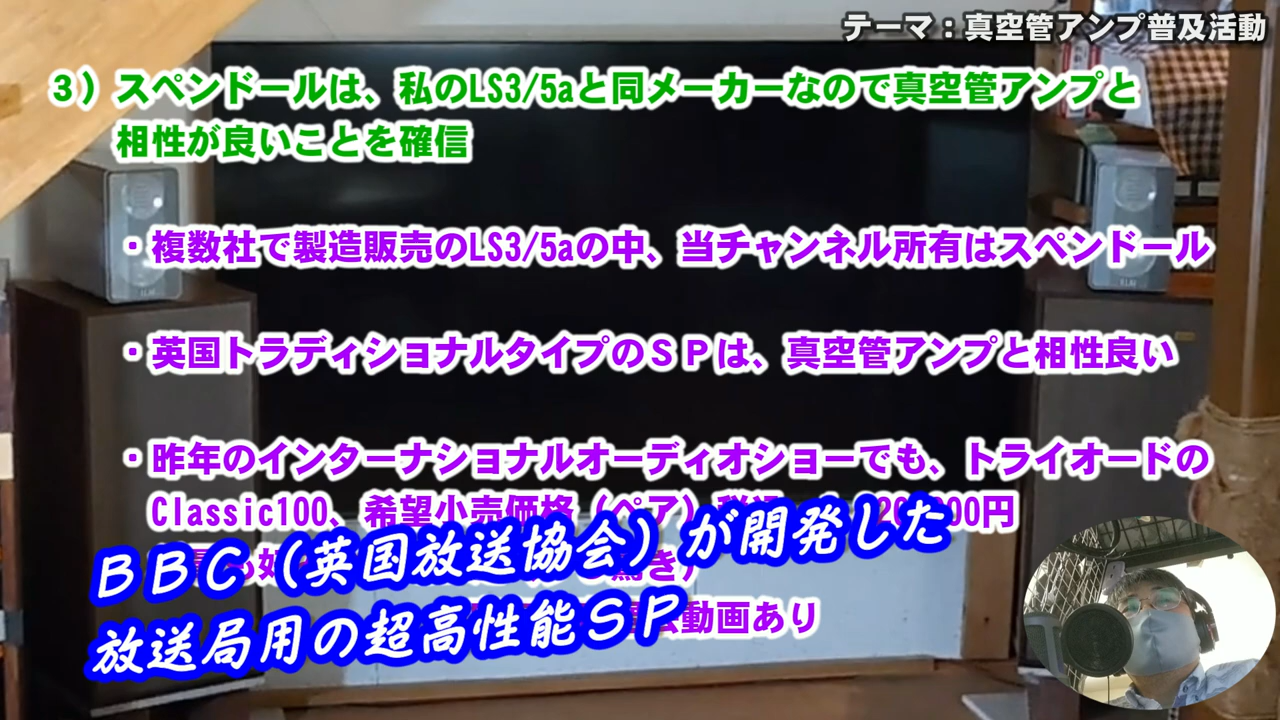 テーマ：真空管アンプ普及活動
３）スペンドールは、私のLS3/5aと同メーカーなので真空管アンプと
相性が良いことを確信
・複数社で製造販売のLS3/5aの中、当チャンネル所有はスペンドール
・英国トラディショナルタイプのＳＰは、真空管アンプと相性良い
・昨年のインターナショナルオーディオショーでも、トライオードの
Classic100、希望小売価格（ペア）
00円
ＢＢＣ（英国放送協会）が開発した
放送局用の超高性能ＳＰ
動画あり